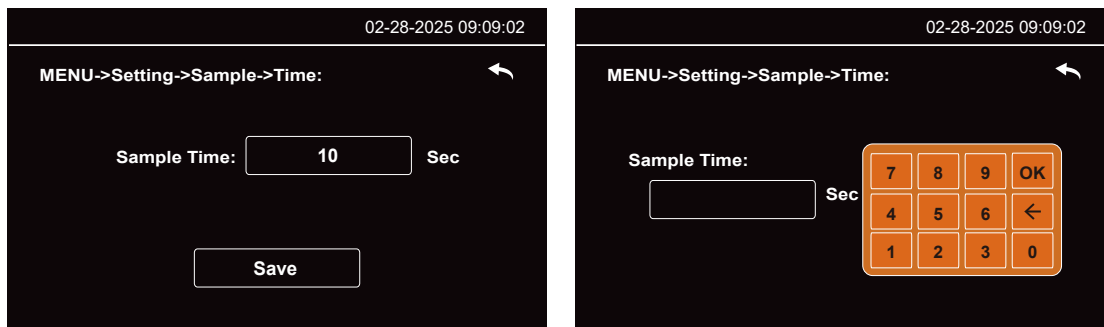 02-28-2025 09:09:02
MENU->Setting->Sample->Time:
Sample Time: 10 Sec
Save
02-28-2025 09:09:02
MENU->Setting->Sample->Time:
Sample Time:
Sec
7 8 9 OK
4 5 6 ←
1 2 3 0